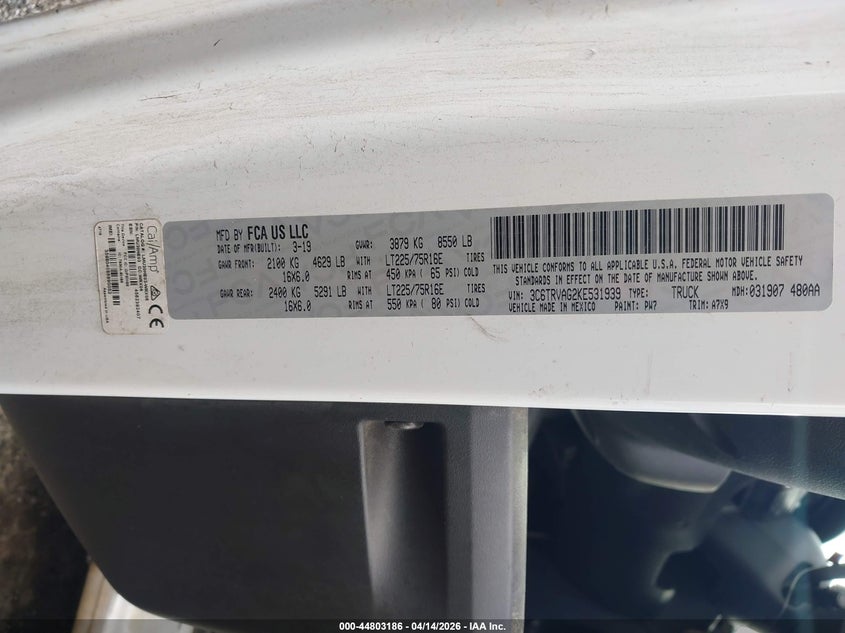 MFD BY FCA US LLC
DATE OF MFR(BUILT): 3-19 GVWR: 3879 KG 8550 LB
GAWR FRONT: 2100 KG 4629 LB WITH LT225/75R16E TIRES
16X6.0 RIMS AT 450 KPA ( 65 PSI) COLD
GAWR REAR: 2400 KG 5291 LB WITH LT225/75R16E TIRES
16X6.0 RIMS AT 550 KPA ( 80 PSI) COLD
THIS VEHICLE CONFORMS TO ALL APPLICABLE U.S.A. FEDERAL MOTOR VEHICLE SAFETY
STANDARDS IN EFFECT ON THE DATE OF MANUFACTURE SHOWN ABOVE.
VIN: 3C6TRVAG2KE531939 TYPE: TRUCK MDH: 031907 480AA
VEHICLE MADE IN MEXICO PAINT: PW7 TRIM: A7X9
CalAmp
CE
000-44803186 - 04/14/2026 - IAA Inc.